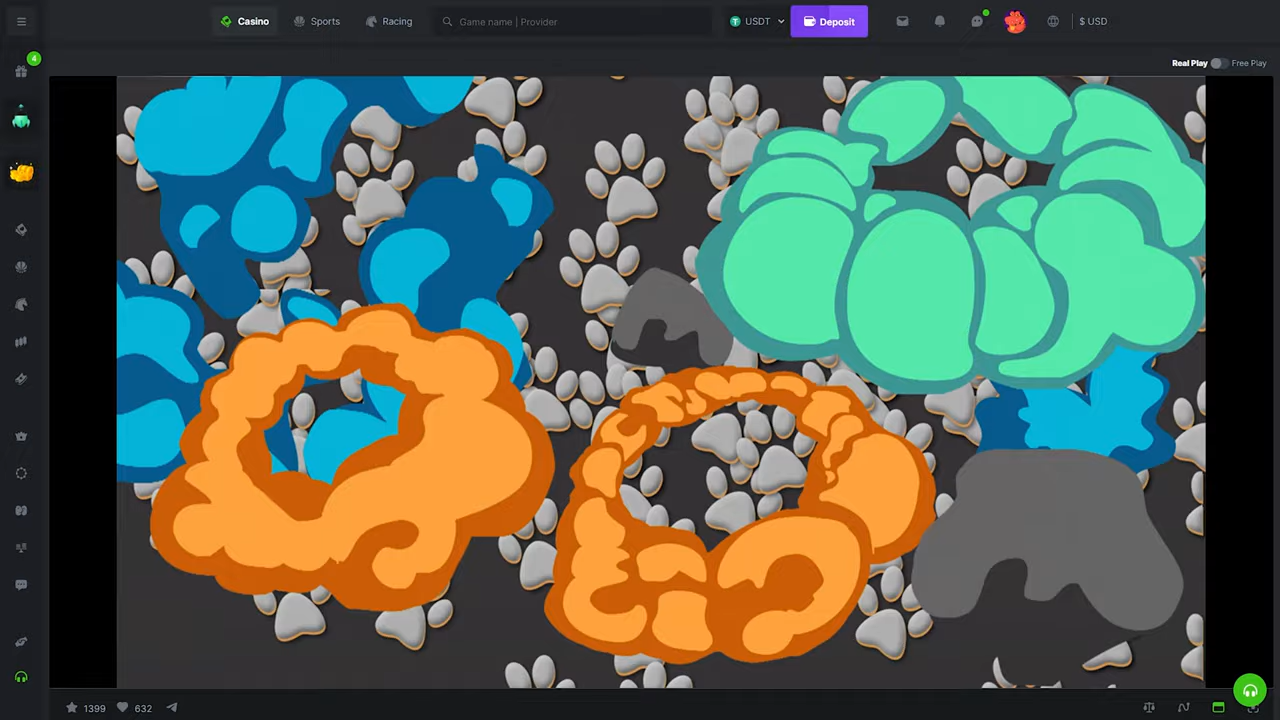 Casino
Sports
Racing
Game name | Provider
USDT
Deposit
$ USD
4
Real Play
Free Play
1399
632